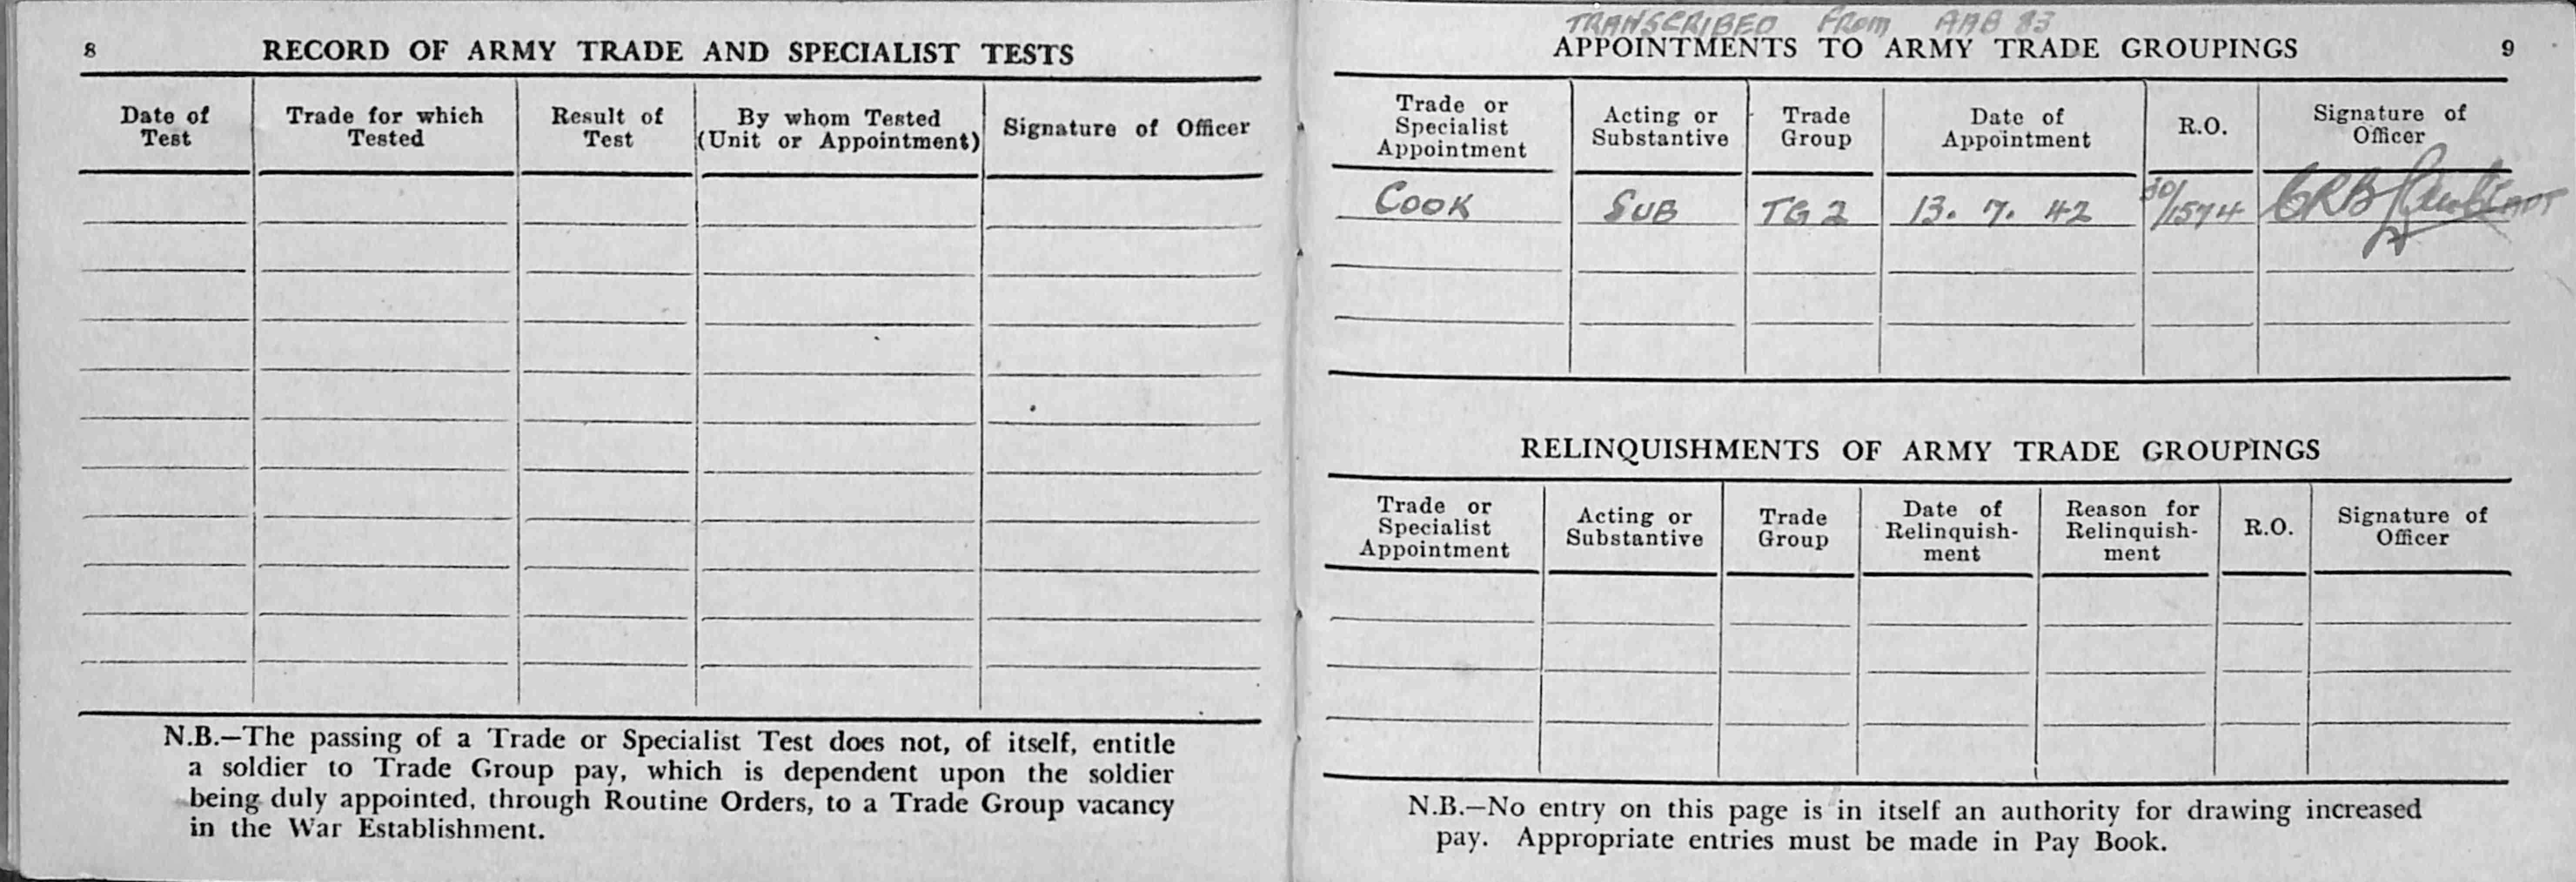 8
RECORD OF ARMY TRADE AND SPECIALIST TESTS
Date of Test
Trade for which Tested
Result of Test
By whom Tested (Unit or Appointment)
Signature of Officer
N.B.—The passing of a Trade or Specialist Test does not, of itself, entitle
a soldier to Trade Group pay, which is dependent upon the soldier
being duly appointed, through Routine Orders, to a Trade Group vacancy
in the War Establishment.
TRANSCRIBED FROM AAB 83
APPOINTMENTS TO ARMY TRADE GROUPINGS
9
Trade or Specialist Appointment
Acting or Substantive
Trade Group
Date of Appointment
R.O.
Signature of Officer
COOK SUB TG 2 13. 7. 42 30/1574 CRB
RELINQUISHMENTS OF ARMY TRADE GROUPINGS
Trade or Specialist Appointment
Acting or Substantive
Trade Group
Date of Relinquish-ment
Reason for Relinquish-ment
R.O.
Signature of Officer
N.B.—No entry on this page is in itself an authority for drawing increased
pay. Appropriate entries must be made in Pay Book.